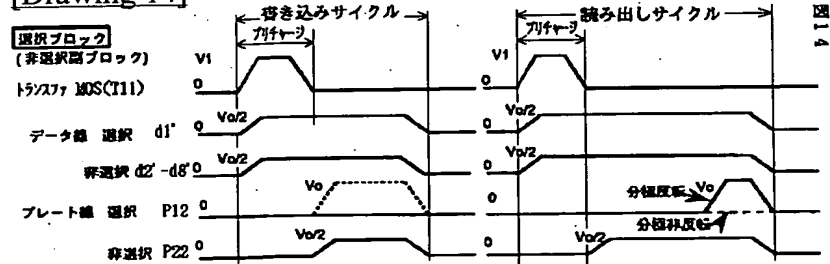 [Drawing 14]
図14
書き込みサイクル 読み出しサイクル
プリチャージ プリチャージ
選択ブロック
(非選択副ブロック) V1 V1
トランスファ MOS(T11) 0 0
データ線 選択 d1" 0 Vo/2 0 Vo/2
非選択 d2'-d8' 0 Vo/2 0 Vo/2
プレート線 選択 P12 0 Vo 0 分極反転 Vo
分極非反転
非選択 P22 0 Vo/2 0 Vo/2